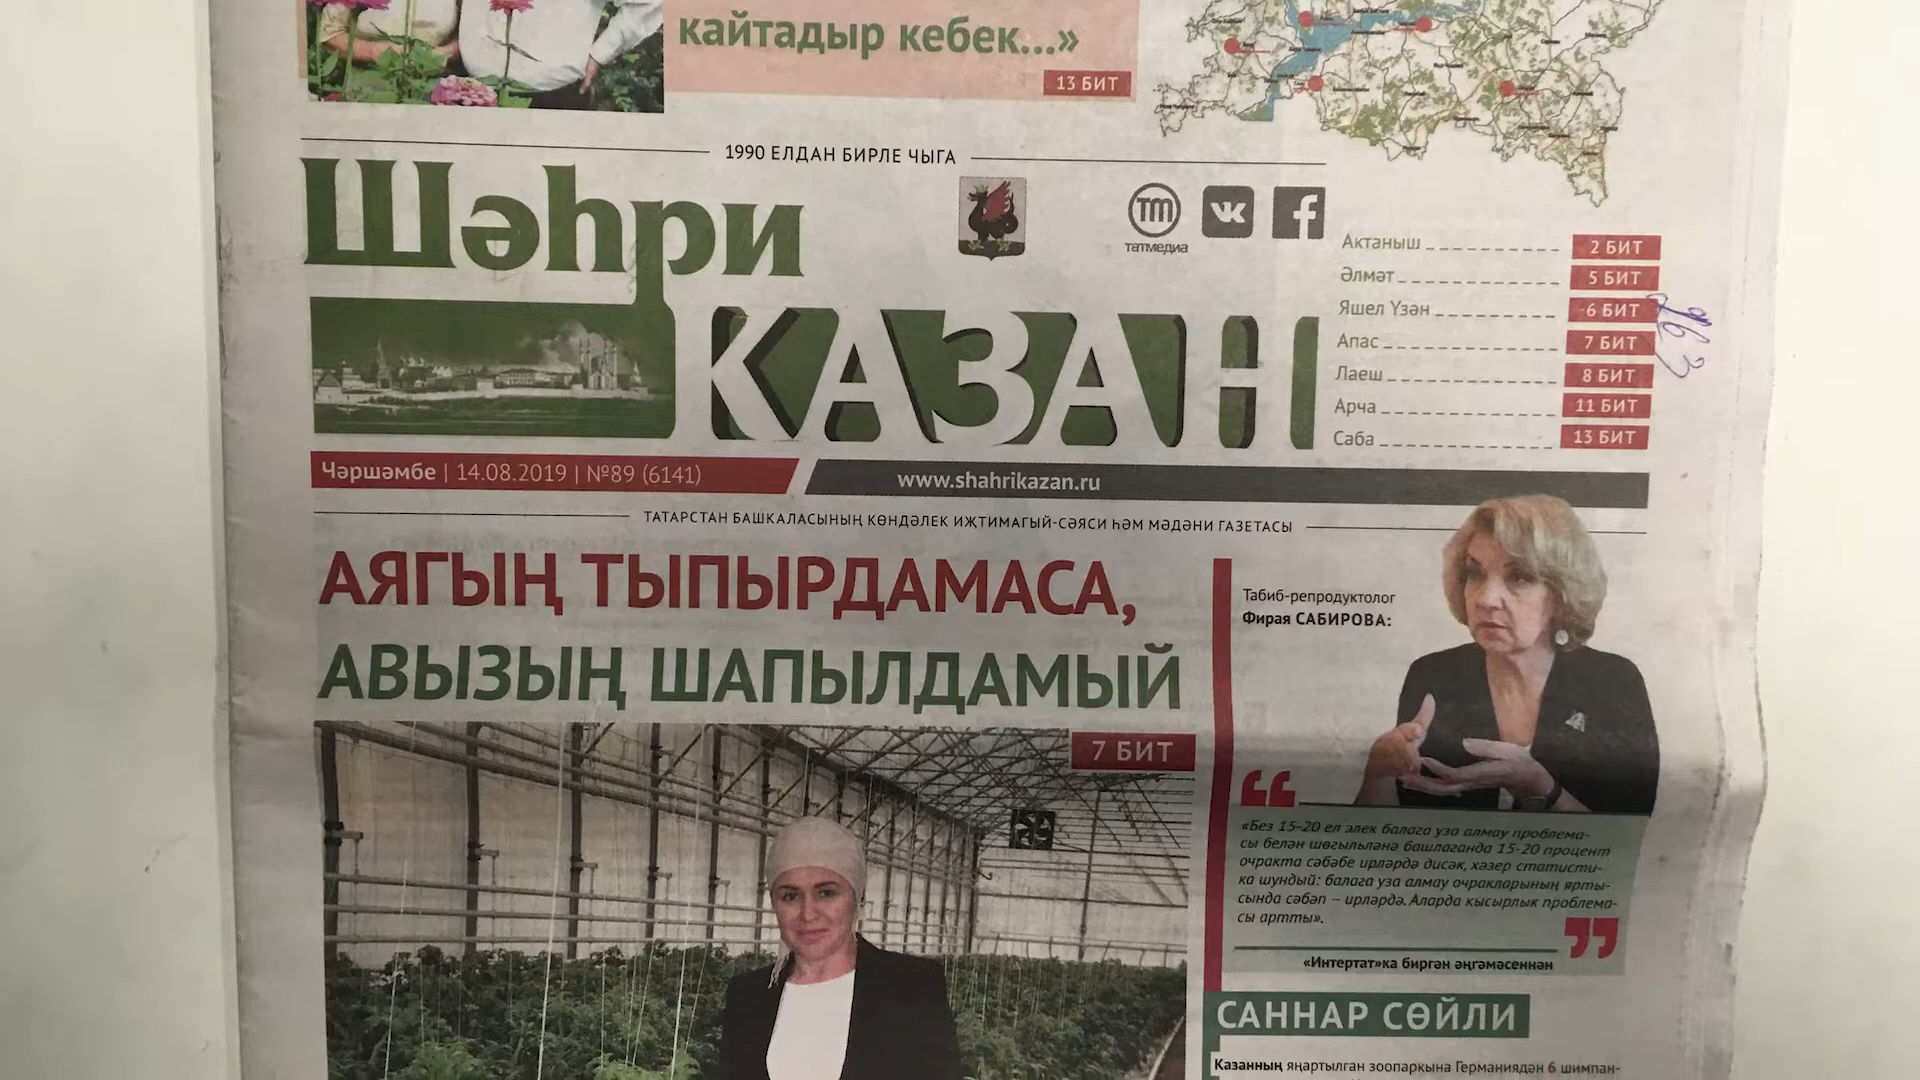 кайтадыр кебек...»
13 БИТ
1990 ЕЛДАН БИРЛЕ ЧЫГА
Шәһри
КАЗАН
ТМ
татмедиа
Актаныш 2 БИТ
Әлмәт 5 БИТ
Яшел Үзән 6 БИТ
Апас 7 БИТ
Лаеш 8 БИТ
Арча 11 БИТ
Саба 13 БИТ
Чәршәмбе | 14.08.2019 | №89 (6141)
www.shahrikazan.ru
ТАТАРСТАН БАШКАЛАСЫНЫҢ КӨНДӘЛЕК ИҖТИМАГЫЙ-СӘЯСИ ҺӘМ МӘДӘНИ ГАЗЕТАСЫ
АЯГЫҢ ТЫПЫРДАМАСА,
АВЫЗЫҢ ШАПЫЛДАМЫЙ
7 БИТ
Табиб-репродуктолог
Фирая САБИРОВА:
«Без 15-20 ел элек балага уза алмау проблема-
сы белән шөгыльләнә башлаганда 15-20 процент
очракта сәбәбе ирләрдә дисәк, хәзер статисти-
ка шундый: балага уза алмау очракларының ярты-
сында сәбәп – ирләрдә. Аларда кысырлык проблема-
сы артты».
«Интертат»ка биргән әңгәмәсеннән
САННАР СӨЙЛИ
Казанның яңартылган зоопаркына Германиядән 6 шимпан-